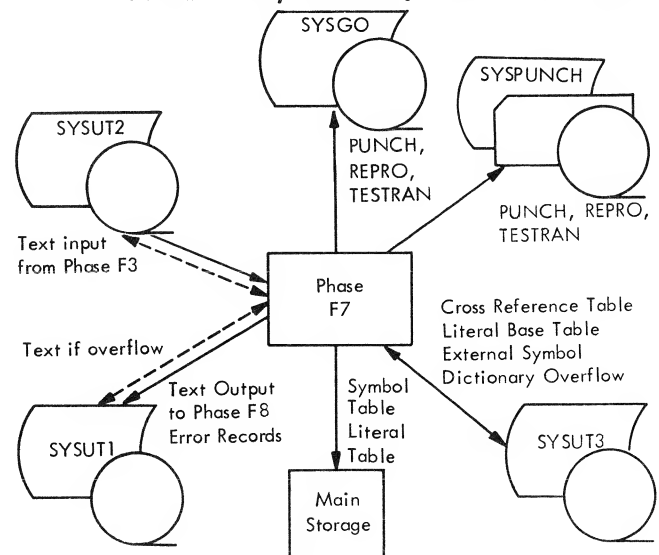 SYSGO
SYSPUNCH
SYSUT2
PUNCH,
REPRO,
TESTRAN
PUNCH, REPRO,
TESTRAN
Text input
from Phase F3
Phase
F7
Cross Reference Table
Literal Base Table
External Symbol
Dictionary Overflow
Text if overflow
Text Output
to Phase F8
Error Records
Symbol
Table
Literal
Table
SYSUT1
SYSUT3
Main
Storage